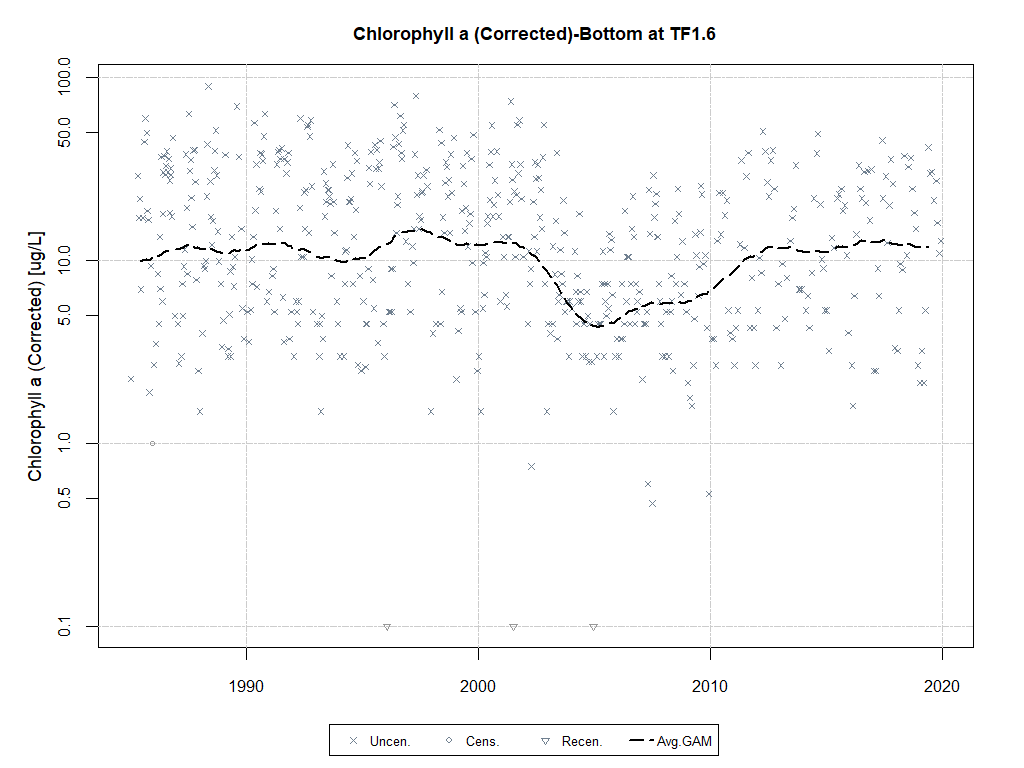 Chlorophyll a (Corrected)-Bottom at TF1.6
Chlorophyll a (Corrected) [ug/L]
100.0
50.0
10.0
5.0
1.0
0.5
0.1
1990 2000 2010 2020
Uncen. Cens. Recen. Avg.GAM